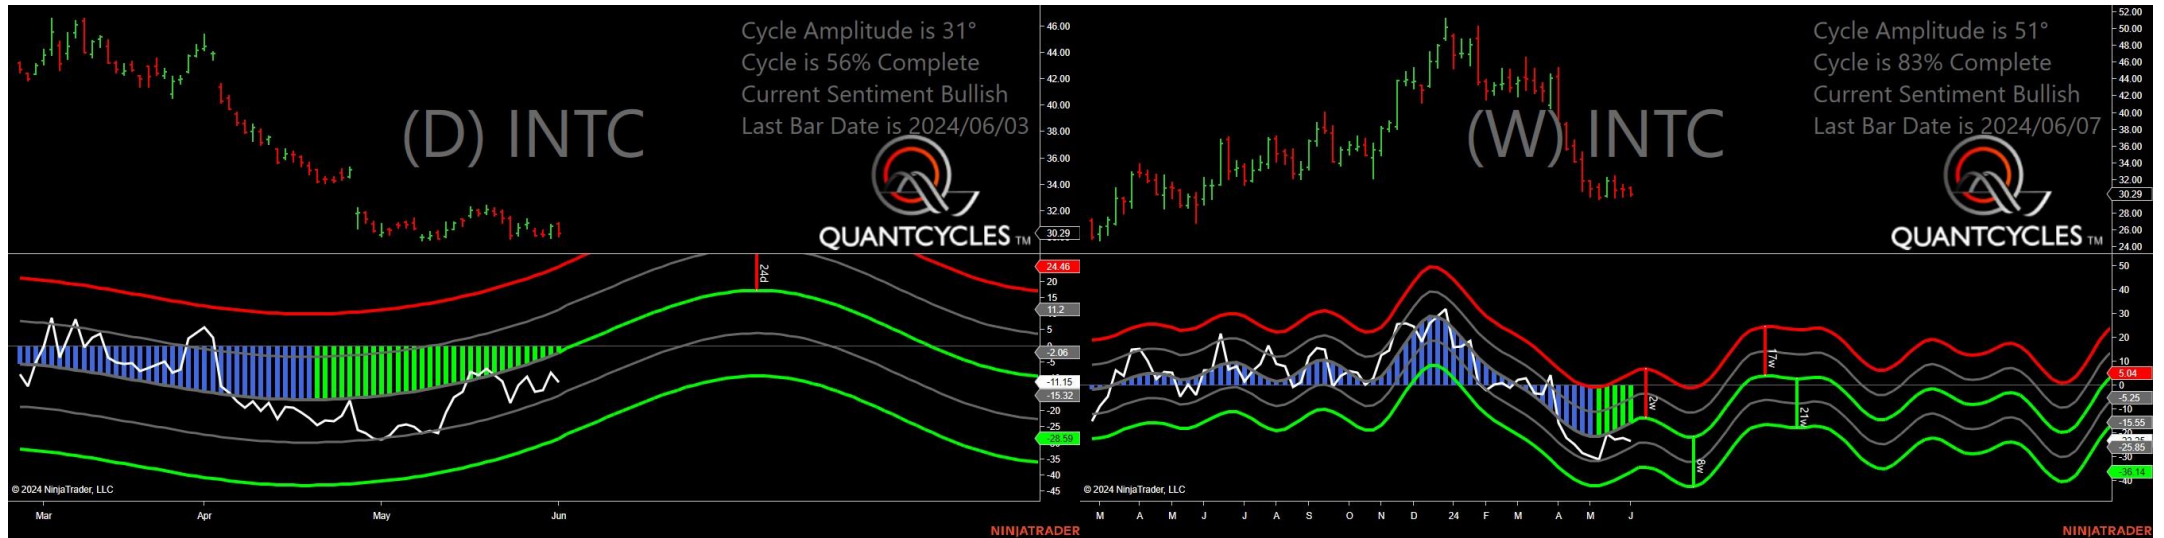 Cycle Amplitude is 31°
Cycle is 56% Complete
Current Sentiment Bullish
Last Bar Date is 2024/06/03
(D) INTC
QUANTCYCLES TM
46.00
44.00
42.00
40.00
38.00
36.00
34.00
32.00
30.29
24d
24.46
20
15
11.2
5
-2.06
-11.15
-15.32
-20
-25
-28.59
-35
-40
-45
© 2024 NinjaTrader, LLC
Mar Apr May Jun
NINJATRADER
Cycle Amplitude is 51°
Cycle is 83% Complete
Current Sentiment Bullish
Last Bar Date is 2024/06/07
(W) INTC
QUANTCYCLES TM
52.00
50.00
48.00
46.00
44.00
42.00
40.00
38.00
36.00
34.00
32.00
30.29
28.00
26.00
24.00
2w
8w
17w
21w
50
40
30
20
10
5.04
0
-5.25
-10
-15.55
-25.85
-30
-36.14
-40
© 2024 NinjaTrader, LLC
M A M J J A S O N D 24 F M A M J
NINJATRADER